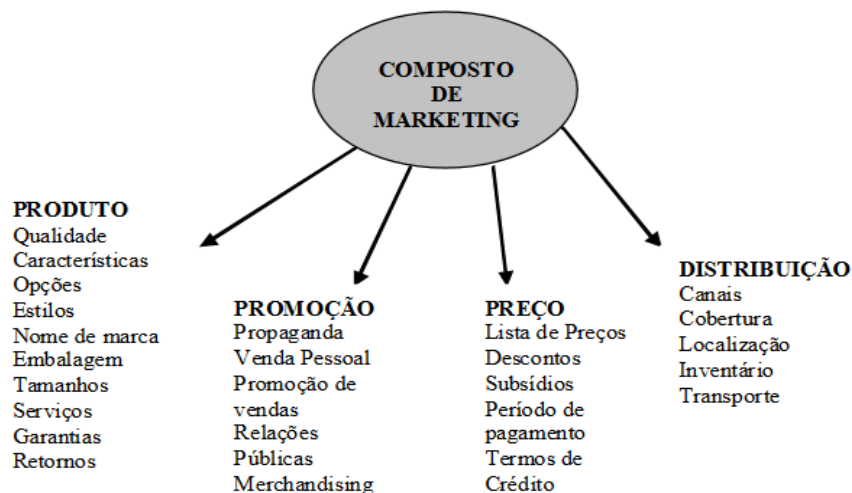 COMPOSTO
DE
MARKETING
PRODUTO
Qualidade
Características
Opções
Estilos
Nome de marca
Embalagem
Tamanhos
Serviços
Garantias
Retornos
PROMOÇÃO
Propaganda
Venda Pessoal
Promoção de
vendas
Relações
Públicas
Merchandising
PREÇO
Lista de Preços
Descontos
Subsídios
Período de
pagamento
Termos de
Crédito
DISTRIBUIÇÃO
Canais
Cobertura
Localização
Inventário
Transporte